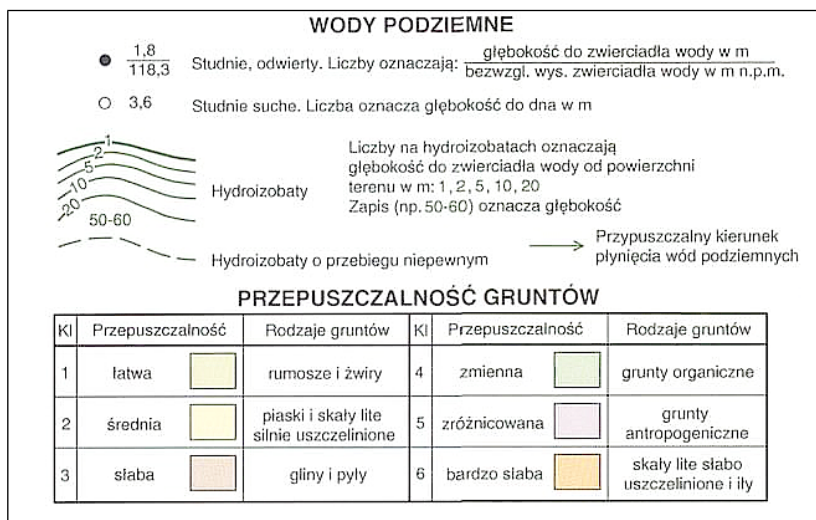 WODY PODZIEMNE
1,8
118,3
Studnie, odwierty. Liczby oznaczają:
głębokość do zwierciadła wody w m
bezwzgl. wys. zwierciadła wody w m n.p.m.
3,6 Studnie suche. Liczba oznacza głębokość do dna w m
1
2
5
10
20
50-60
Hydroizobaty
Liczby na hydroizobatach oznaczają
głębokość do zwierciadła wody od powierzchni
terenu w m: 1, 2, 5, 10, 20
Zapis (np. 50-60) oznacza głębokość
Hydroizobaty o przebiegu niepewnym
Przypuszczalny kierunek
płynięcia wód podziemnych
PRZEPUSZCZALNOŚĆ GRUNTÓW
Kl Przepuszczalność Rodzaje gruntów Kl Przepuszczalność Rodzaje gruntów
1 łatwa rumosze i żwiry 4 zmienna grunty organiczne
2 średnia piaski i skały lite
silnie uszczelinione
5 zróżnicowana grunty
antropogeniczne
3 słaba gliny i pyły 6 bardzo słaba skały lite słabo
uszczelinione i iły